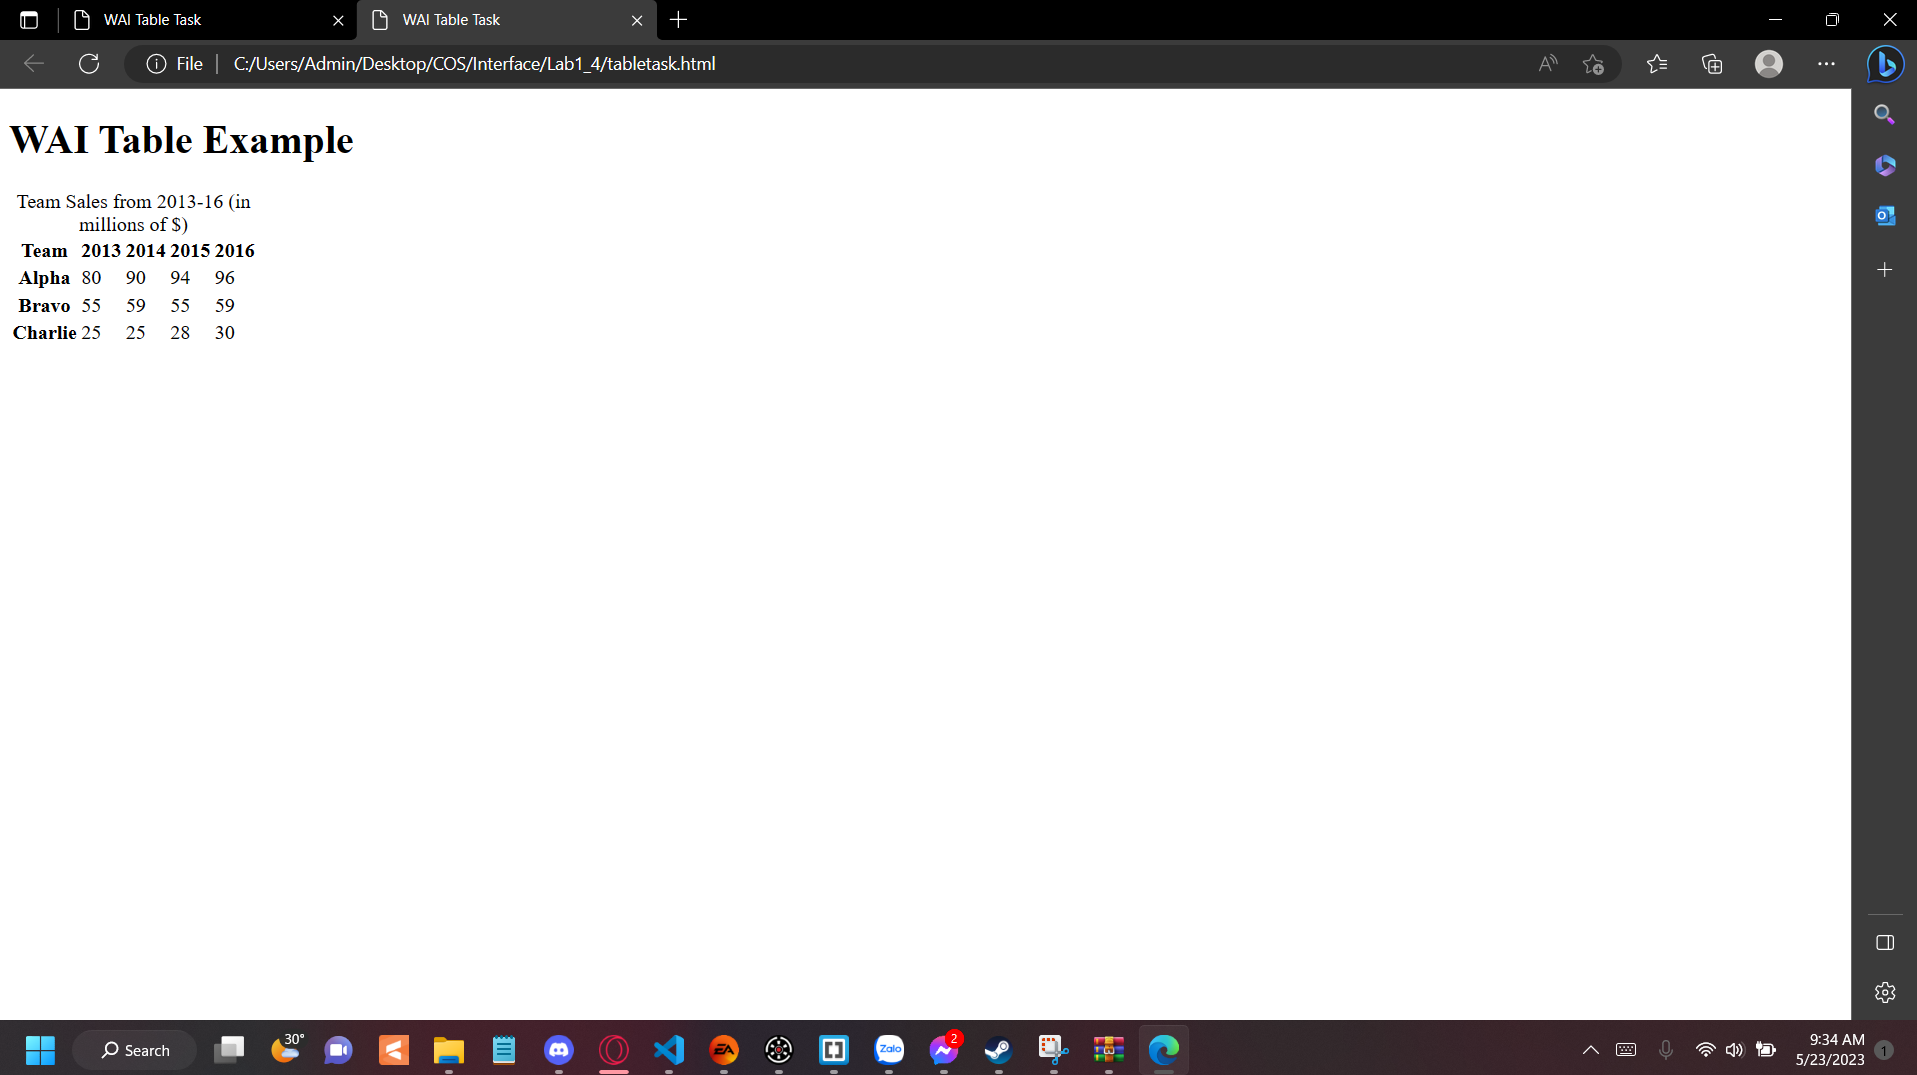 WAI Table Task
WAI Table Task
File
C:/Users/Admin/Desktop/COS/Interface/Lab1_4/tabletask.html
WAI Table Example
Team Sales from 2013-16 (in
millions of $)
Team 2013 2014 2015 2016
Alpha 80 90 94 96
Bravo 55 59 55 59
Charlie 25 25 28 30
Search
30°
EA
Zalo
2
9:34 AM
5/23/2023
1